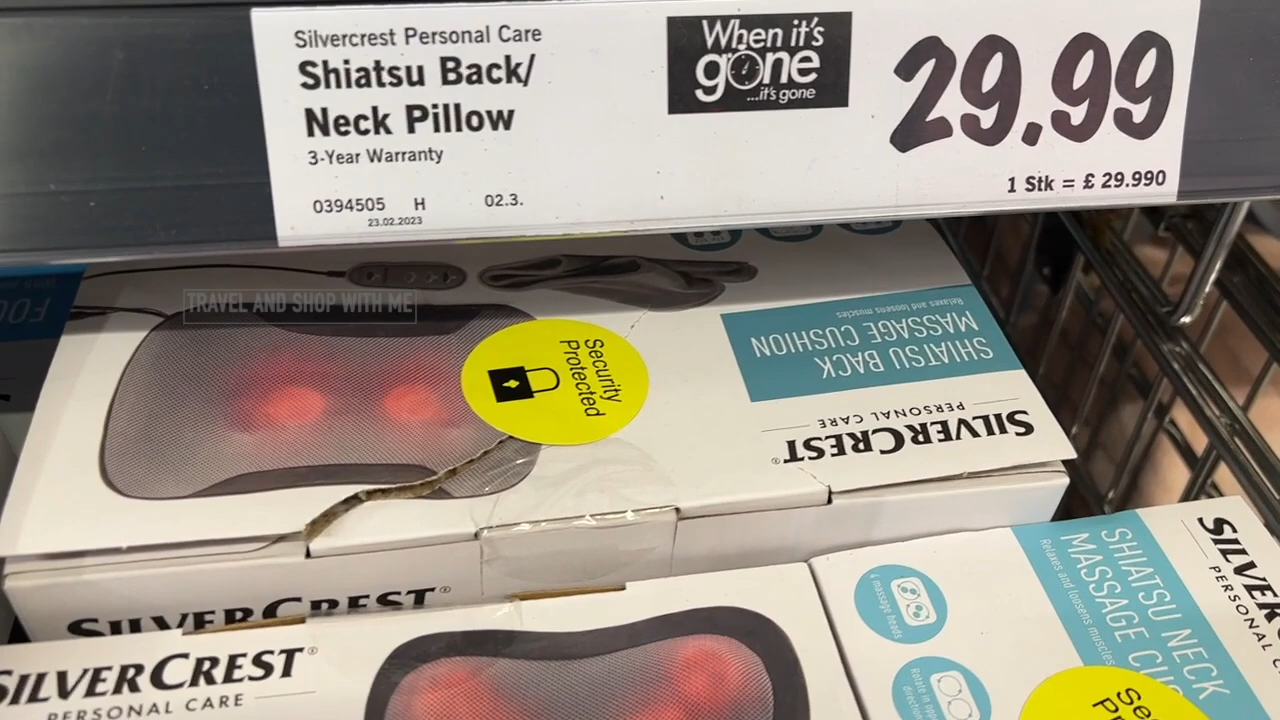 Silvercrest Personal Care
Shiatsu Back/
Neck Pillow
3-Year Warranty
0394505 H 02.3.
23.02.2023
When it's
gone
...it's gone
29.99
1 Stk = £ 29.990
TRAVEL AND SHOP WITH ME
Security
Protected
SILVERCREST®
PERSONAL CARE
SHIATSU BACK
MASSAGE CUSHION
Relaxes and loosens muscles
SILVERCREST®
SILVERCREST®
PERSONAL CARE
4 massage heads
Rotate in
SHIATSU NECK
MASSAGE
Relaxes and loosens muscles
PERSONAL